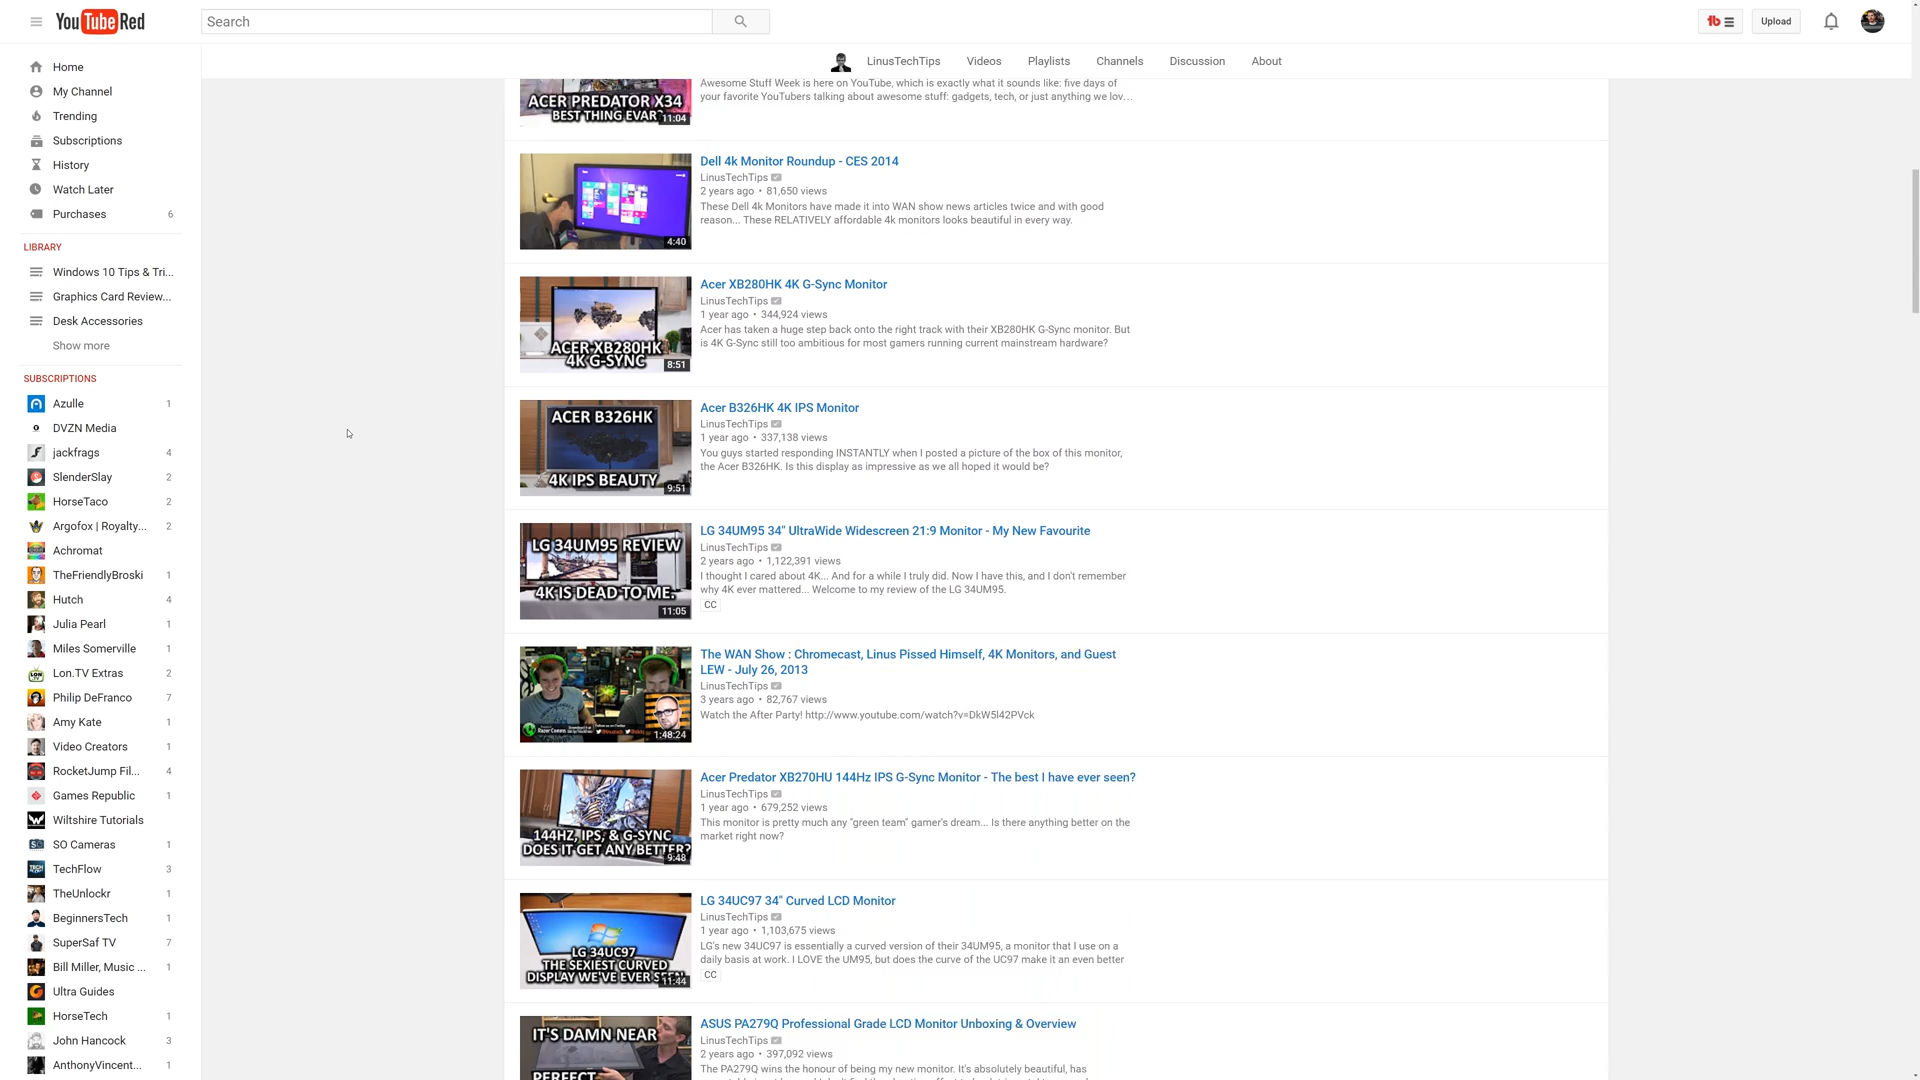 YouTube Red
Search
Upload
LinusTechTips
Videos
Playlists
Channels
Discussion
About
Home
My Channel
Trending
Subscriptions
History
Watch Later
Purchases 6
LIBRARY
Windows 10 Tips & Tri...
Graphics Card Review...
Desk Accessories
Show more
SUBSCRIPTIONS
Azulle 1
DVZN Media
jackfrags 4
SlenderSlay 2
HorseTaco 2
Argofox | Royalty... 2
Achromat
TheFriendlyBroski 1
Hutch 4
Julia Pearl 1
Miles Somerville 1
Lon.TV Extras 2
Philip DeFranco 7
Amy Kate 1
Video Creators 1
RocketJump Fil... 4
Games Republic 1
Wiltshire Tutorials
SO Cameras 1
TechFlow 3
TheUnlockr 1
BeginnersTech 1
SuperSaf TV 7
Bill Miller, Music ... 1
Ultra Guides
HorseTech 1
John Hancock 3
AnthonyVincent... 1
ACER PREDATOR X34
BEST THING EVAR?
11:04
Awesome Stuff Week is here on YouTube, which is exactly what it sounds like: five days of
your favorite YouTubers talking about awesome stuff: gadgets, tech, or just anything we lov...
4:40
Dell 4k Monitor Roundup - CES 2014
LinusTechTips
2 years ago • 81,650 views
These Dell 4k Monitors have made it into WAN show news articles twice and with good
reason... These RELATIVELY affordable 4k monitors looks beautiful in every way.
ACER XB280HK
4K G-SYNC
8:51
Acer XB280HK 4K G-Sync Monitor
LinusTechTips
1 year ago • 344,924 views
Acer has taken a huge step back onto the right track with their XB280HK G-Sync monitor. But
is 4K G-Sync still too ambitious for most gamers running current mainstream hardware?
ACER B326HK
4K IPS BEAUTY
9:51
Acer B326HK 4K IPS Monitor
LinusTechTips
1 year ago • 337,138 views
You guys started responding INSTANTLY when I posted a picture of the box of this monitor,
the Acer B326HK. Is this display as impressive as we all hoped it would be?
LG 34UM95 REVIEW
4K IS DEAD TO ME.
11:05
LG 34UM95 34" UltraWide Widescreen 21:9 Monitor - My New Favourite
LinusTechTips
2 years ago • 1,122,391 views
I thought I cared about 4K... And for a while I truly did. Now I have this, and I don't remember
why 4K ever mattered... Welcome to my review of the LG 34UM95.
CC
1:48:24
The WAN Show : Chromecast, Linus Pissed Himself, 4K Monitors, and Guest
LEW - July 26, 2013
LinusTechTips
3 years ago • 82,767 views
Watch the After Party! http://www.youtube.com/watch?v=DkW5l42PVck
144HZ, IPS, & G-SYNC
DOES IT GET ANY BETTER?
9:48
Acer Predator XB270HU 144Hz IPS G-Sync Monitor - The best I have ever seen?
LinusTechTips
1 year ago • 679,252 views
This monitor is pretty much any "green team" gamer's dream... Is there anything better on the
market right now?
LG 34UC97
THE SEXIEST CURVED
DISPLAY WE'VE EVER SEEN
11:44
LG 34UC97 34" Curved LCD Monitor
LinusTechTips
1 year ago • 1,103,675 views
LG's new 34UC97 is essentially a curved version of their 34UM95, a monitor that I use on a
daily basis at work. I LOVE the UM95, but does the curve of the UC97 make it an even better
CC
IT'S DAMN NEAR
PERFECT
ASUS PA279Q Professional Grade LCD Monitor Unboxing & Overview
LinusTechTips
2 years ago • 397,092 views
The PA279Q wins the honour of being my new monitor. It's absolutely beautiful, has